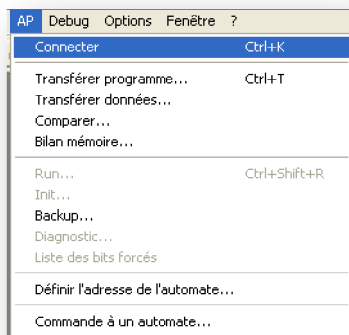 AP Debug Options Fenêtre ?
Connecter Ctrl+K
Transférer programme... Ctrl+T
Transférer données...
Comparer...
Bilan mémoire...
Run... Ctrl+Shift+R
Init...
Backup...
Diagnostic...
Liste des bits forcés
Définir l'adresse de l'automate...
Commande à un automate...